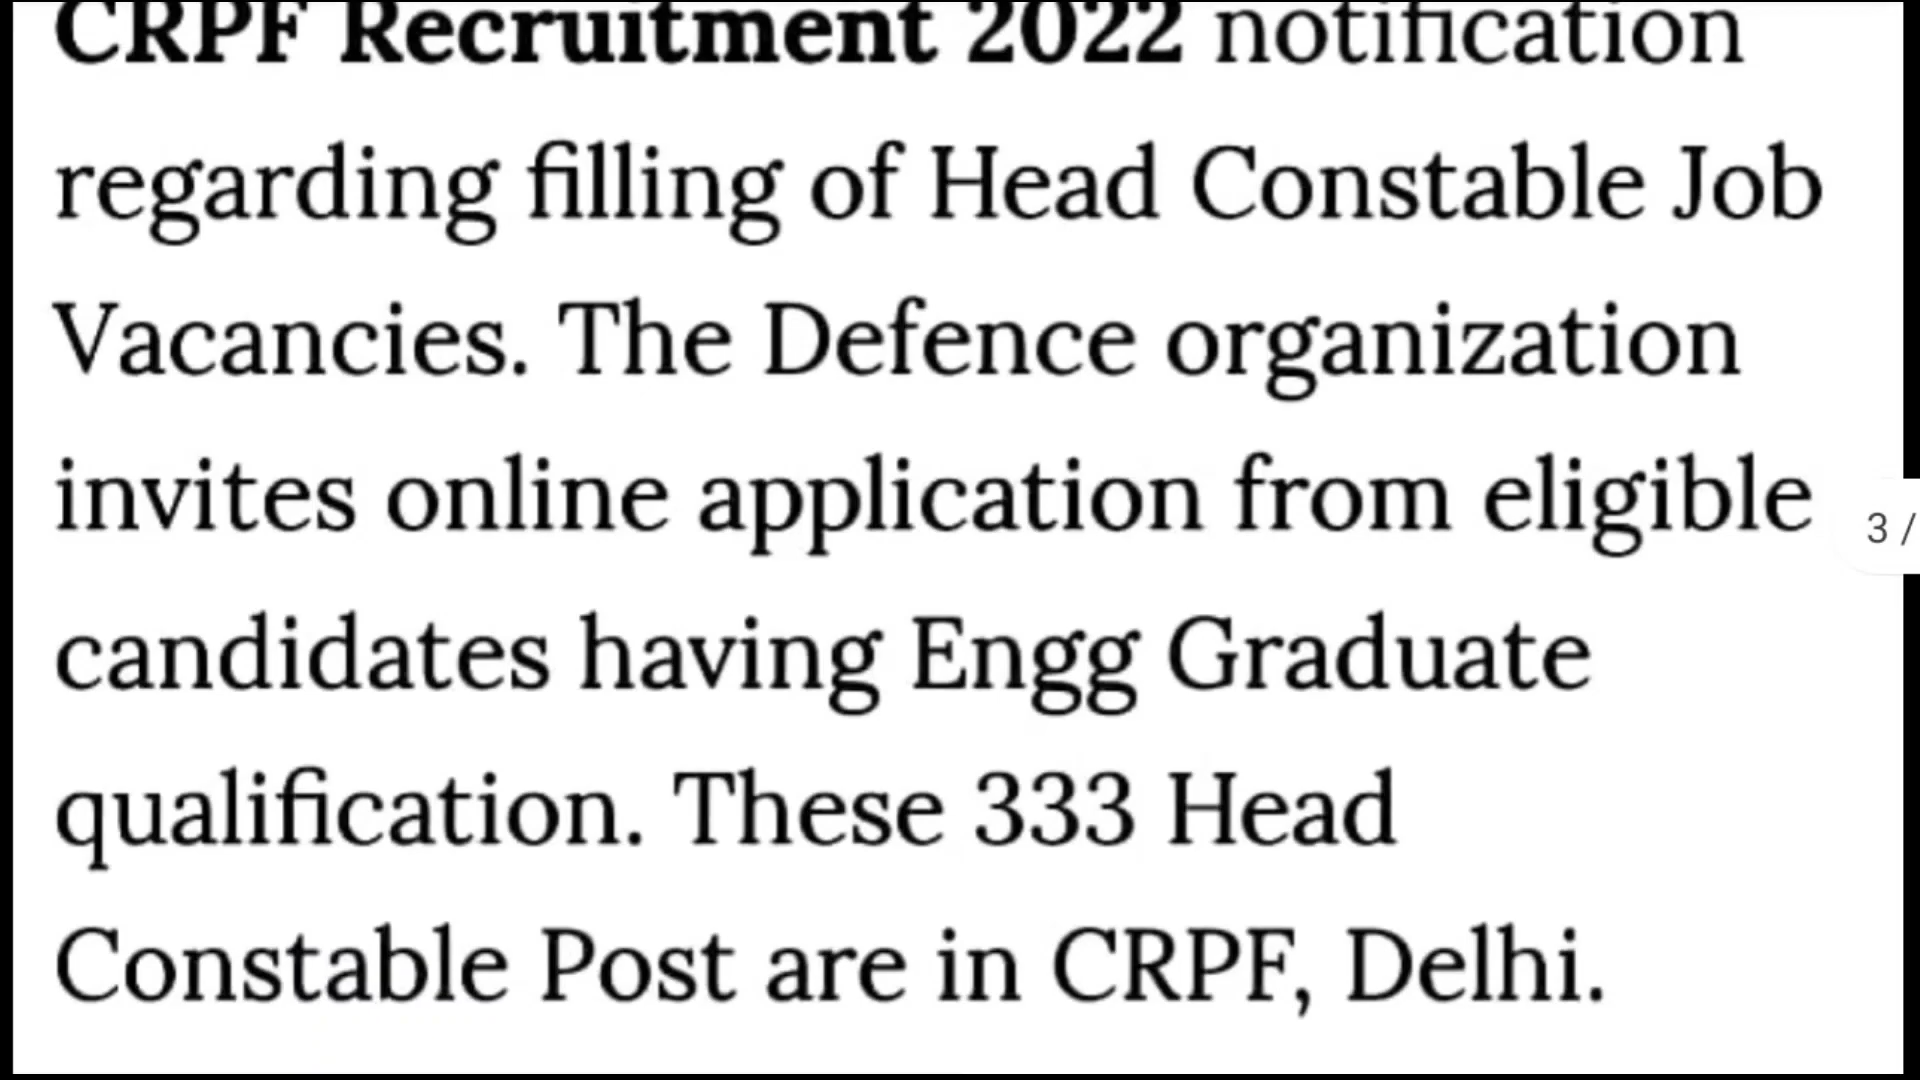 CRPF Recruitment 2022 notification
regarding filling of Head Constable Job
Vacancies. The Defence organization
invites online application from eligible
3 /
candidates having Engg Graduate
qualification. These 333 Head
Constable Post are in CRPF, Delhi.